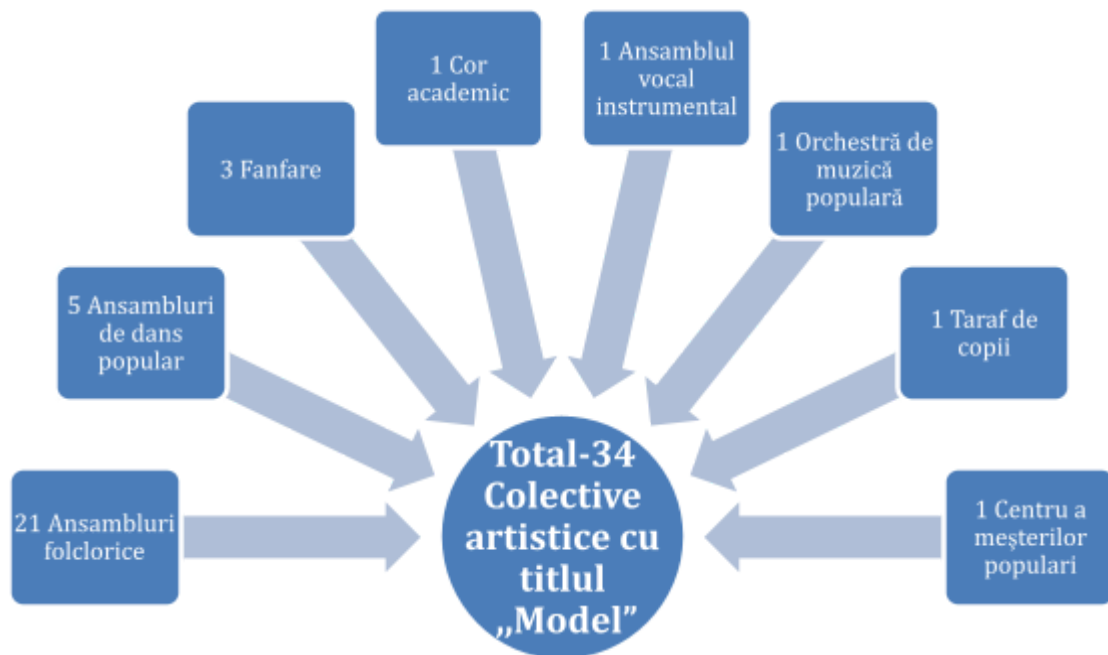 1 Cor
academic
1 Ansamblul
vocal
instrumental
3 Fanfare
1 Orchestră de
muzică
populară
5 Ansambluri
de dans
popular
1 Taraf de
copii
21 Ansambluri
folclorice
Total-34
Colective
artistice cu
titlul
„Model”
1 Centru a
meșterilor
populari